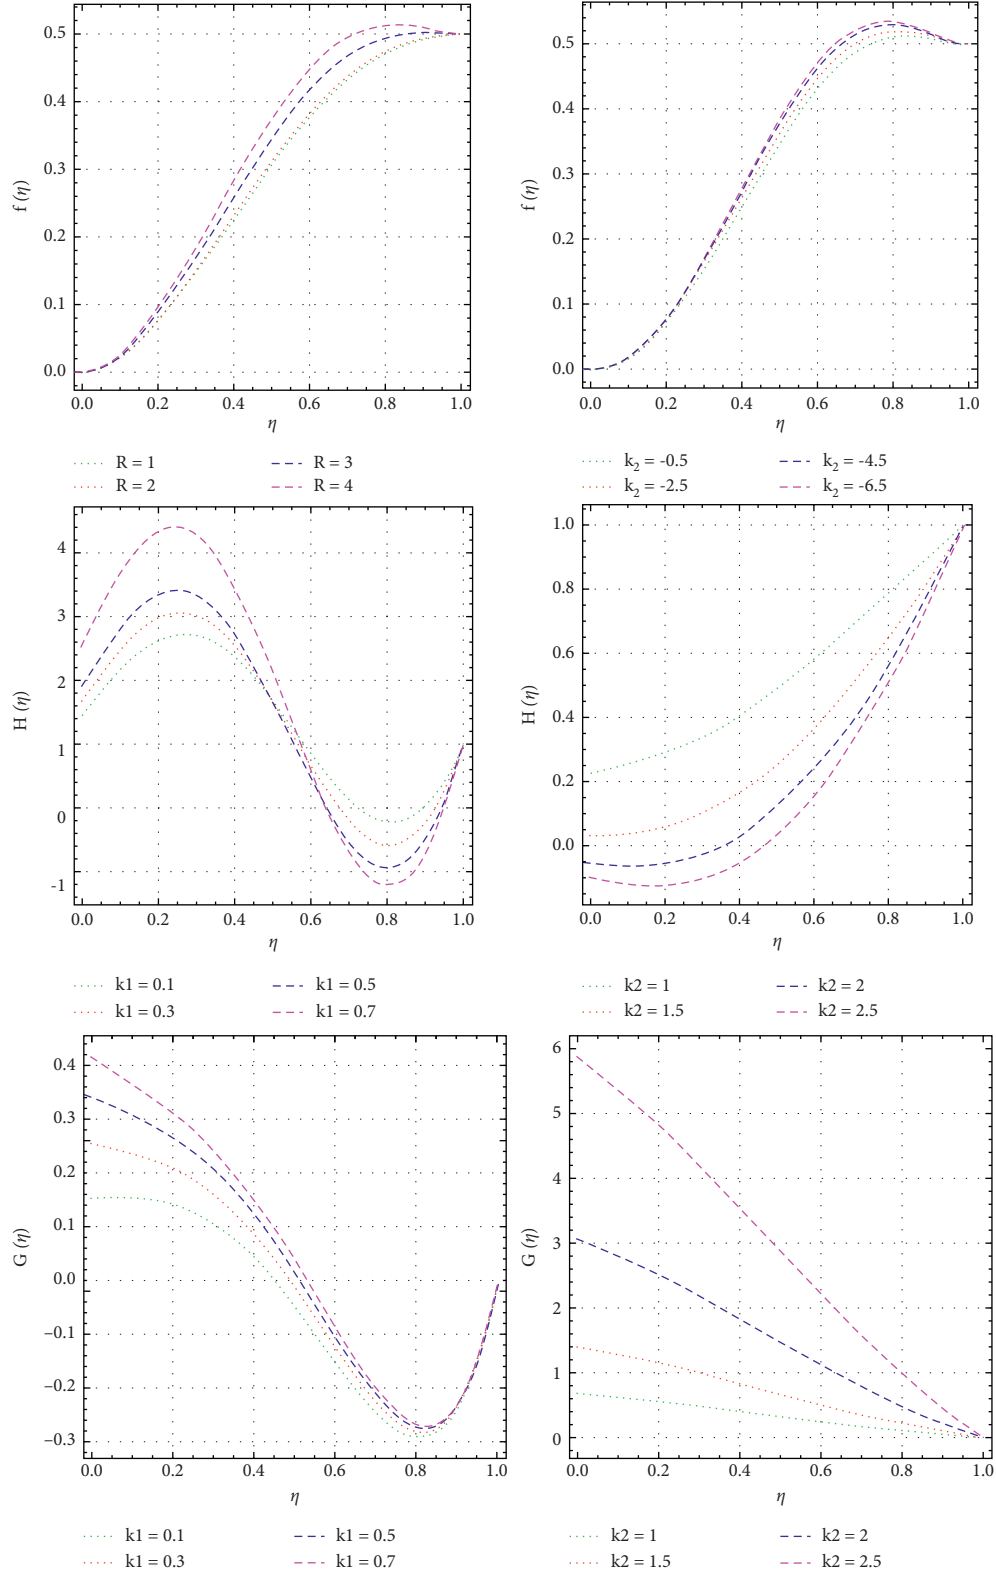 f (η)
0.5
0.4
0.3
0.2
0.1
0.0
0.0 0.2 0.4 0.6 0.8 1.0
η
R = 1
R = 2
R = 3
R = 4
f (η)
0.5
0.4
0.3
0.2
0.1
0.0
0.0 0.2 0.4 0.6 0.8 1.0
η
k2 = -0.5
k2 = -2.5
k2 = -4.5
k2 = -6.5
H (η)
4
3
2
1
0
-1
0.0 0.2 0.4 0.6 0.8 1.0
η
k1 = 0.1
k1 = 0.3
k1 = 0.5
k1 = 0.7
H (η)
1.0
0.8
0.6
0.4
0.2
0.0
0.0 0.2 0.4 0.6 0.8 1.0
η
k2 = 1
k2 = 1.5
k2 = 2
k2 = 2.5
G (η)
0.4
0.3
0.2
0.1
0.0
−0.1
−0.2
−0.3
0.0 0.2 0.4 0.6 0.8 1.0
η
k1 = 0.1
k1 = 0.3
k1 = 0.5
k1 = 0.7
G (η)
6
5
4
3
2
1
0
0.0 0.2 0.4 0.6 0.8 1.0
η
k2 = 1
k2 = 1.5
k2 = 2
k2 = 2.5